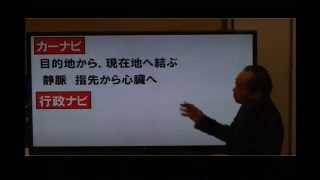 カーナビ
目的地から、現在地へ結ぶ
静脈 指先から心臓へ
行政ナビ